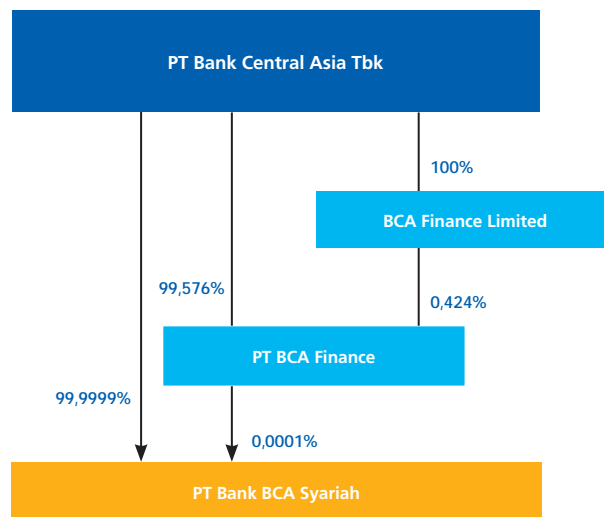 PT Bank Central Asia Tbk
100%
BCA Finance Limited
99,576%
0,424%
PT BCA Finance
99,9999%
0,0001%
PT Bank BCA Syariah